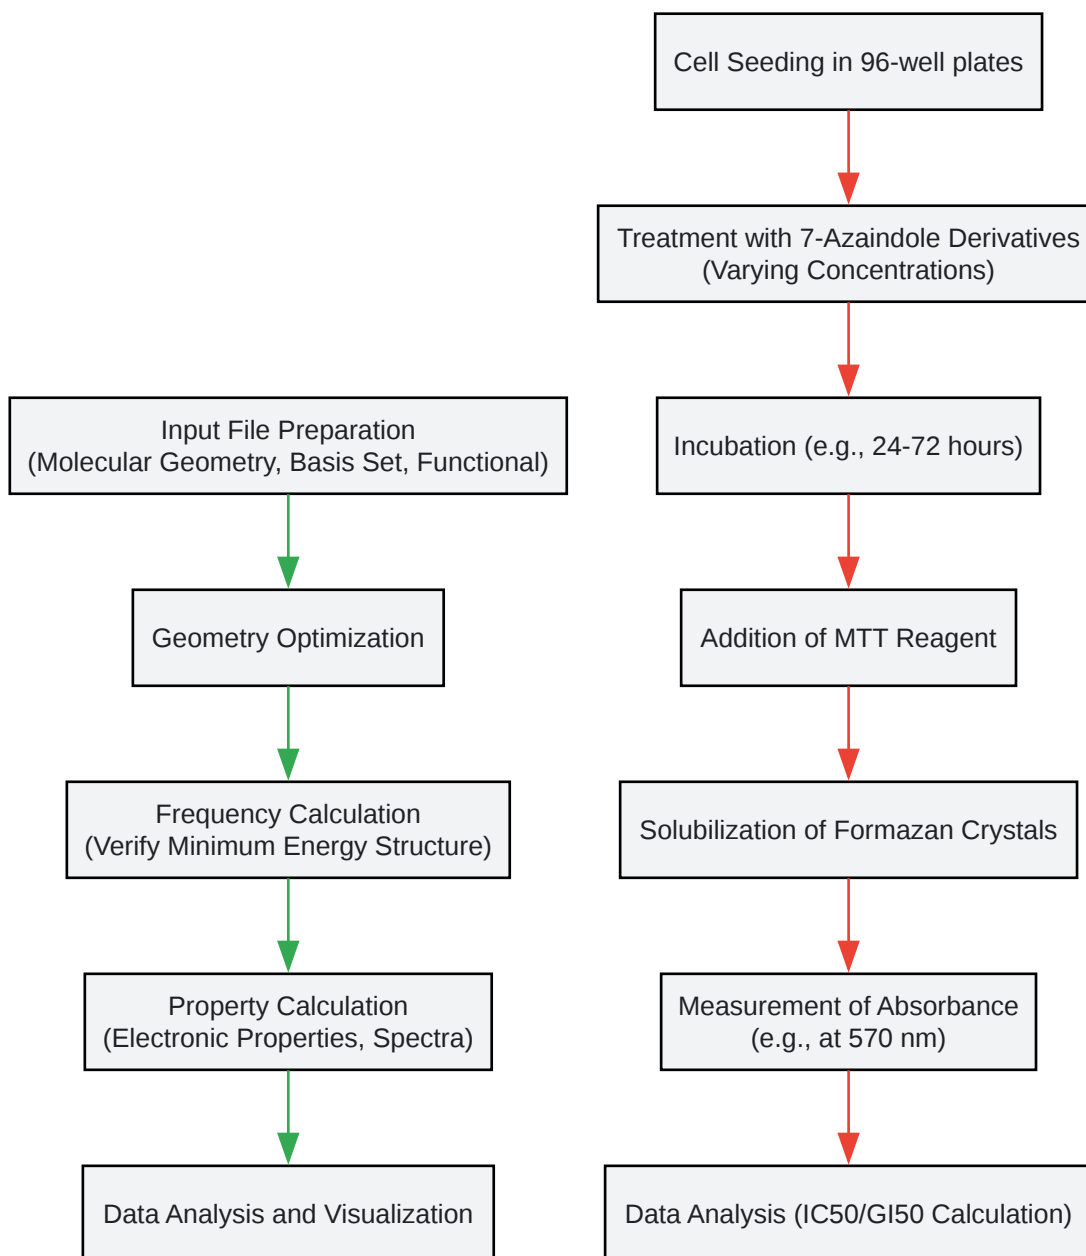 Cell Seeding in 96-well plates
Treatment with 7-Azaindole Derivatives
(Varying Concentrations)
Input File Preparation
(Molecular Geometry, Basis Set, Functional)
Incubation (e.g., 24-72 hours)
Geometry Optimization
Addition of MTT Reagent
Frequency Calculation
(Verify Minimum Energy Structure)
Solubilization of Formazan Crystals
Property Calculation
(Electronic Properties, Spectra)
Measurement of Absorbance
(e.g., at 570 nm)
Data Analysis and Visualization
Data Analysis (IC50/GI50 Calculation)